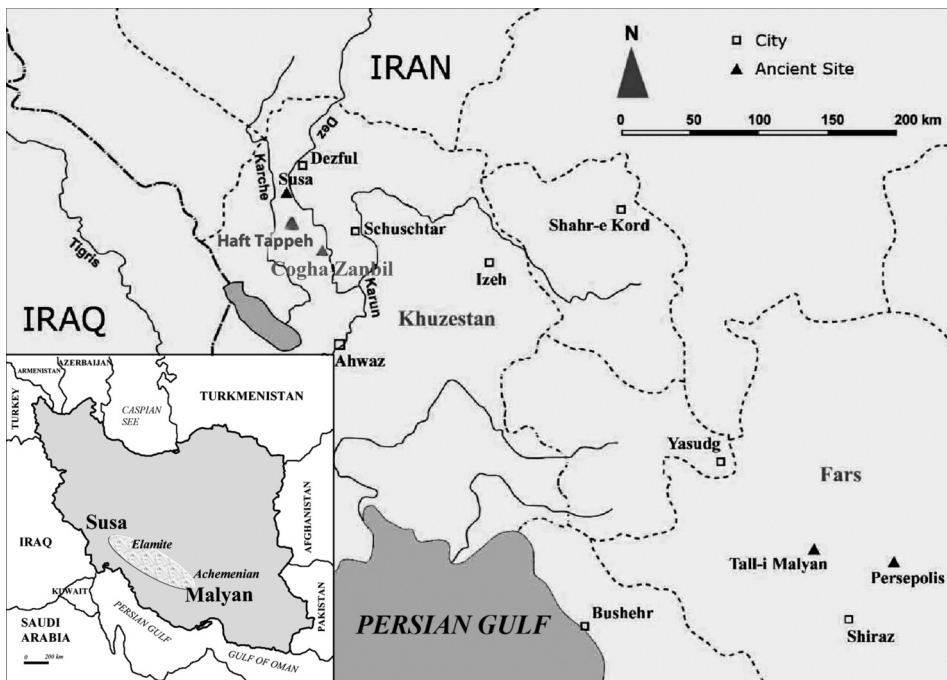 IRAN
N
City
Ancient Site
0 50 100 140 200 km
Dez
Karche
Dezful
Susa
Tigris
Haft Tappeh
Cogha Zanbil
Schuschtar
Karun
Izeh
Shahr-e Kord
IRAQ
Khuzestan
Ahwaz
Yasudg
Fars
Tall-i Malyan
Persepolis
Bushehr
Shiraz
PERSIAN GULF
ARMENISTAN
AZERBAIJAN
TURKEY
CASPIAN
SEE
TURKMENISTAN
AFGHANISTAN
Susa
Elamite
Achemenian
Malyan
IRAQ
KUWAIT
PAKISTAN
SAUDI
ARABIA
PERSIAN GULF
GULF OF OMAN
0 200 km